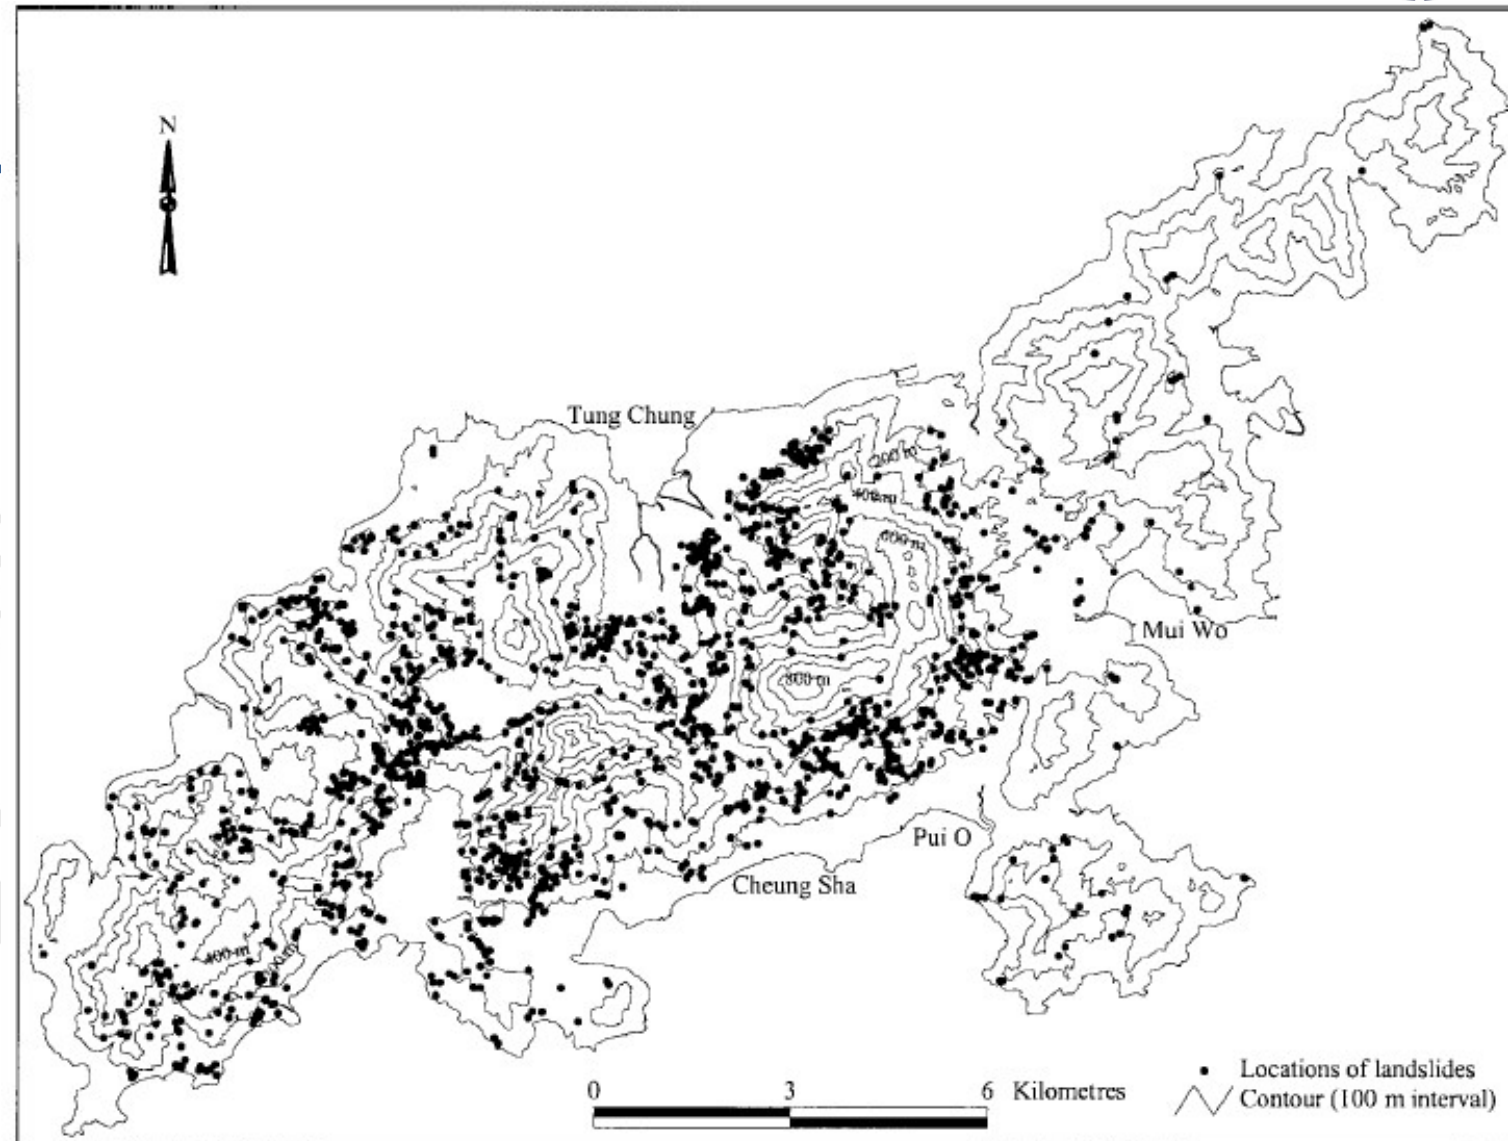 N
Tung Chung
200 m
400 m
600 m
Mui Wo
800 m
Pui O
Cheung Sha
400 m
0 3 6 Kilometres
Locations of landslides
Contour (100 m interval)